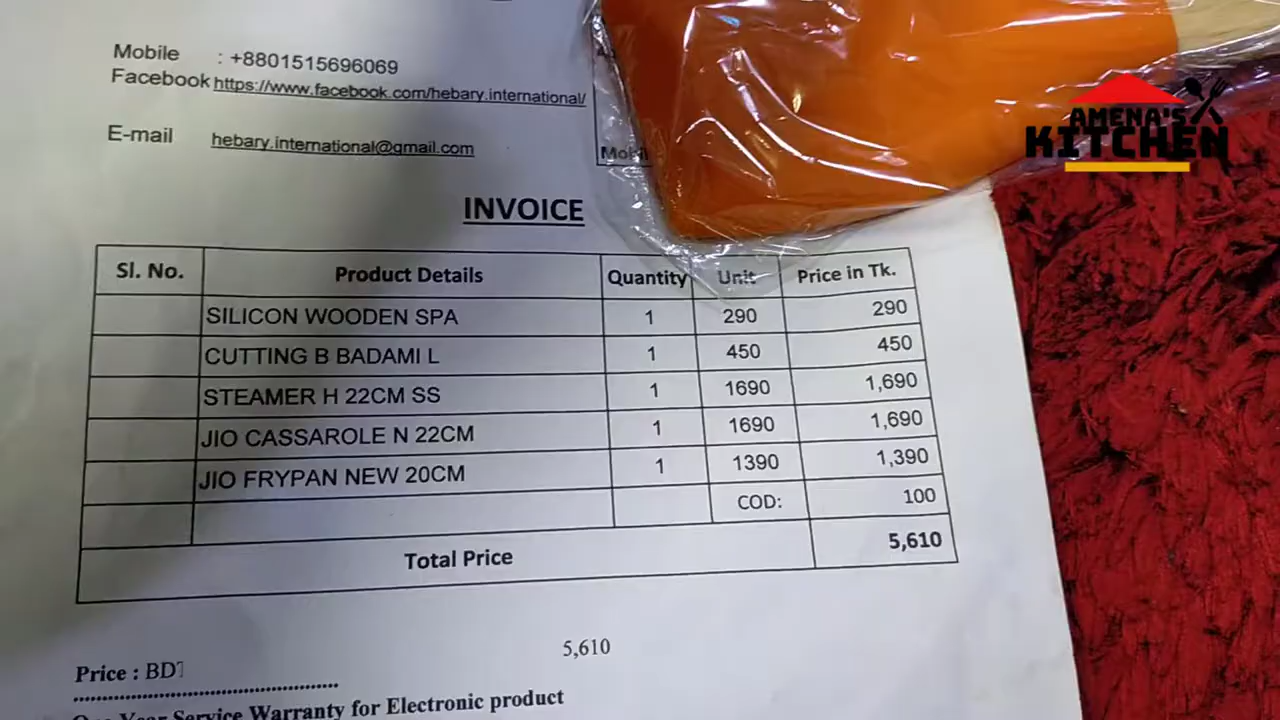 Mobile : +8801515696069
Facebook https://www.facebook.com/hebary.international/
E-mail hebary.international@gmail.com
AMENA'S
KITCHEN
INVOICE
Sl. No. Product Details Quantity Unit Price in Tk.
SILICON WOODEN SPA 1 290 290
CUTTING B BADAMI L 1 450 450
STEAMER H 22CM SS 1 1690 1,690
JIO CASSAROLE N 22CM 1 1690 1,690
JIO FRYPAN NEW 20CM 1 1390 1,390
COD: 100
Total Price 5,610
5,610
Price : BDT
One Year Service Warranty for Electronic product